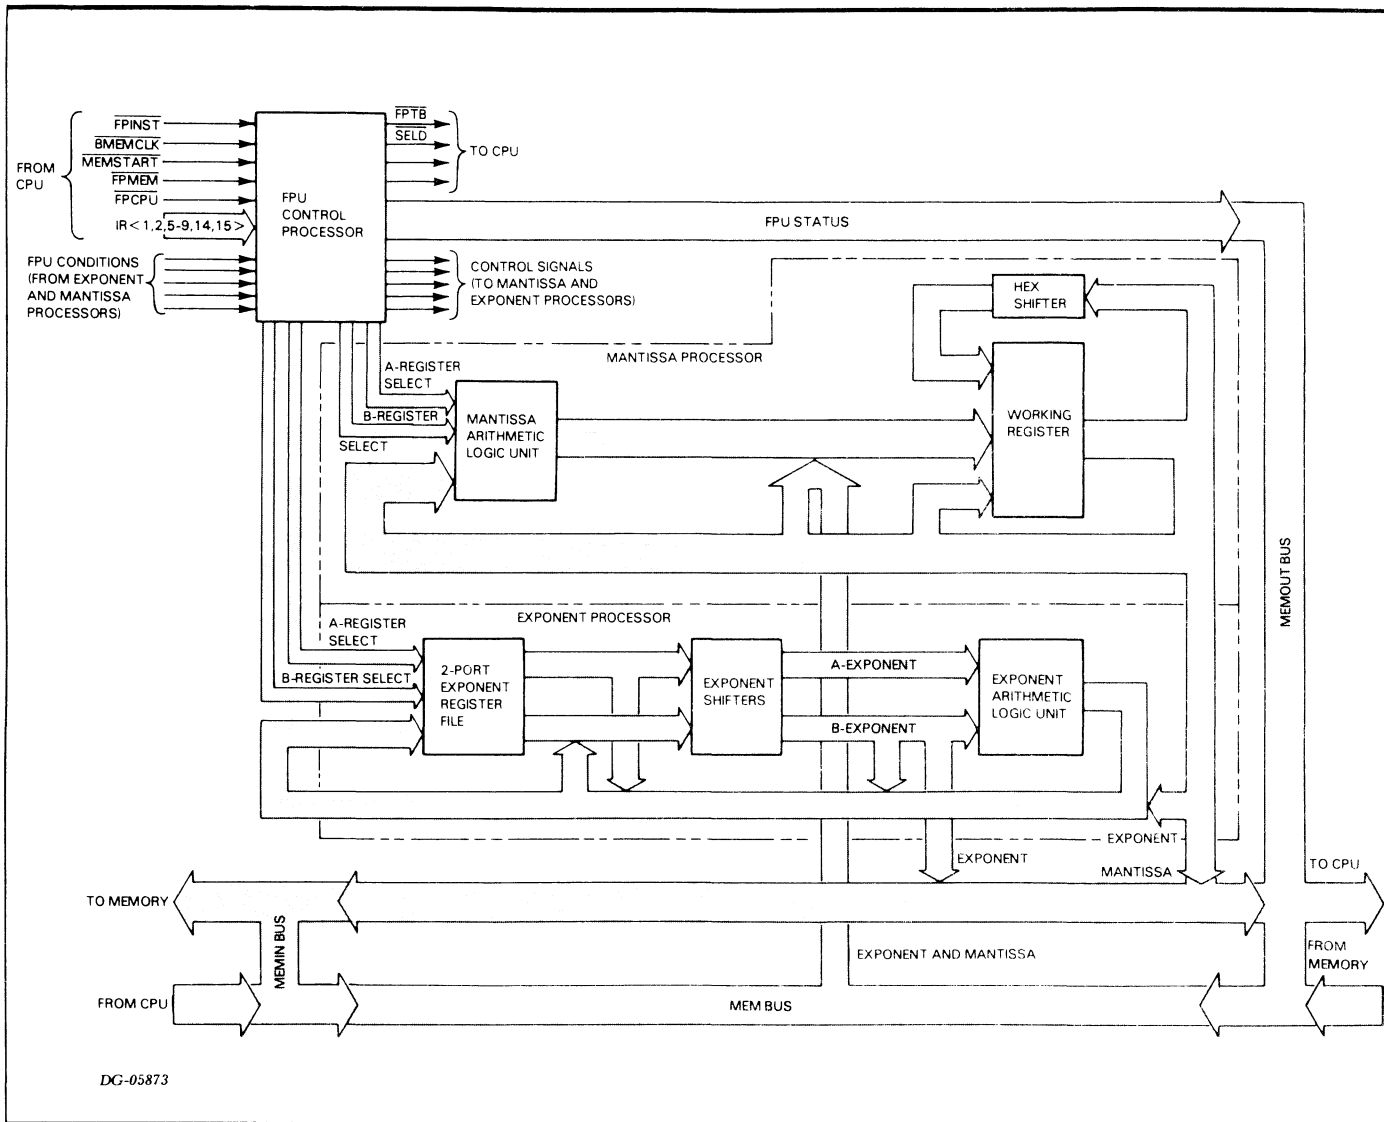 FROM
CPU
FPINST
BMEMCLK
MEMSTART
FPMEM
FPCPU
IR < 1,2,5-9,14,15 >
FPU CONDITIONS
(FROM EXPONENT
AND MANTISSA
PROCESSORS)
FPU
CONTROL
PROCESSOR
FPTB
SELD
TO CPU
FPU STATUS
CONTROL SIGNALS
(TO MANTISSA AND
EXPONENT PROCESSORS)
HEX
SHIFTER
MANTISSA PROCESSOR
A-REGISTER
SELECT
B-REGISTER
SELECT
MANTISSA
ARITHMETIC
LOGIC UNIT
WORKING
REGISTER
MEMOUT BUS
EXPONENT PROCESSOR
A-REGISTER
SELECT
B-REGISTER SELECT
2-PORT
EXPONENT
REGISTER
FILE
EXPONENT
SHIFTERS
A-EXPONENT
B-EXPONENT
EXPONENT
ARITHMETIC
LOGIC UNIT
EXPONENT
EXPONENT
MANTISSA
TO CPU
TO MEMORY
MEMIN BUS
EXPONENT AND MANTISSA
FROM
MEMORY
FROM CPU
MEM BUS
DG-05873